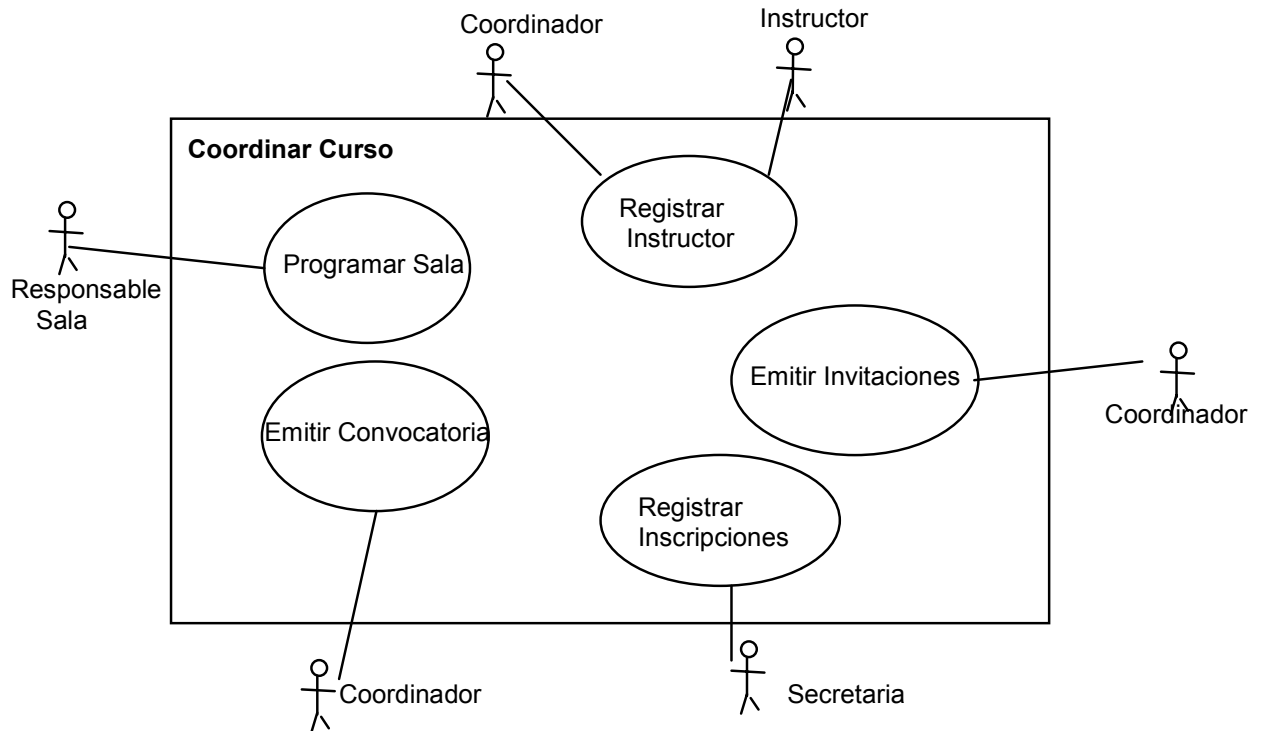 Coordinador
Instructor
Coordinar Curso
Registrar
Instructor
Programar Sala
Responsable
Sala
Emitir Invitaciones
Coordinador
Emitir Convocatoria
Registrar
Inscripciones
Coordinador
Secretaria